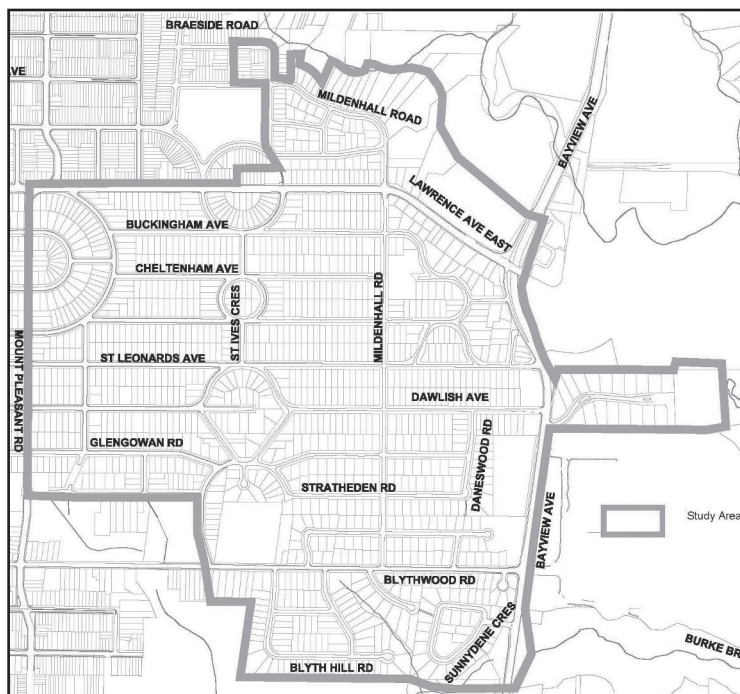 BRAESIDE ROAD
AVE
MILDENHALL ROAD
BAYVIEW AVE
LAWRENCE AVE EAST
BUCKINGHAM AVE
CHELTENHAM AVE
ST IVES CRES
MILDENHALL RD
MOUNT PLEASANT RD
ST LEONARDS AVE
DAWLISH AVE
GLENGOWAN RD
DANESWOOD RD
STRATHEDEN RD
BAYVIEW AVE
Study Area
BLYTHWOOD RD
SUNNYDENE CRES
BLYTH HILL RD
BURKE BR